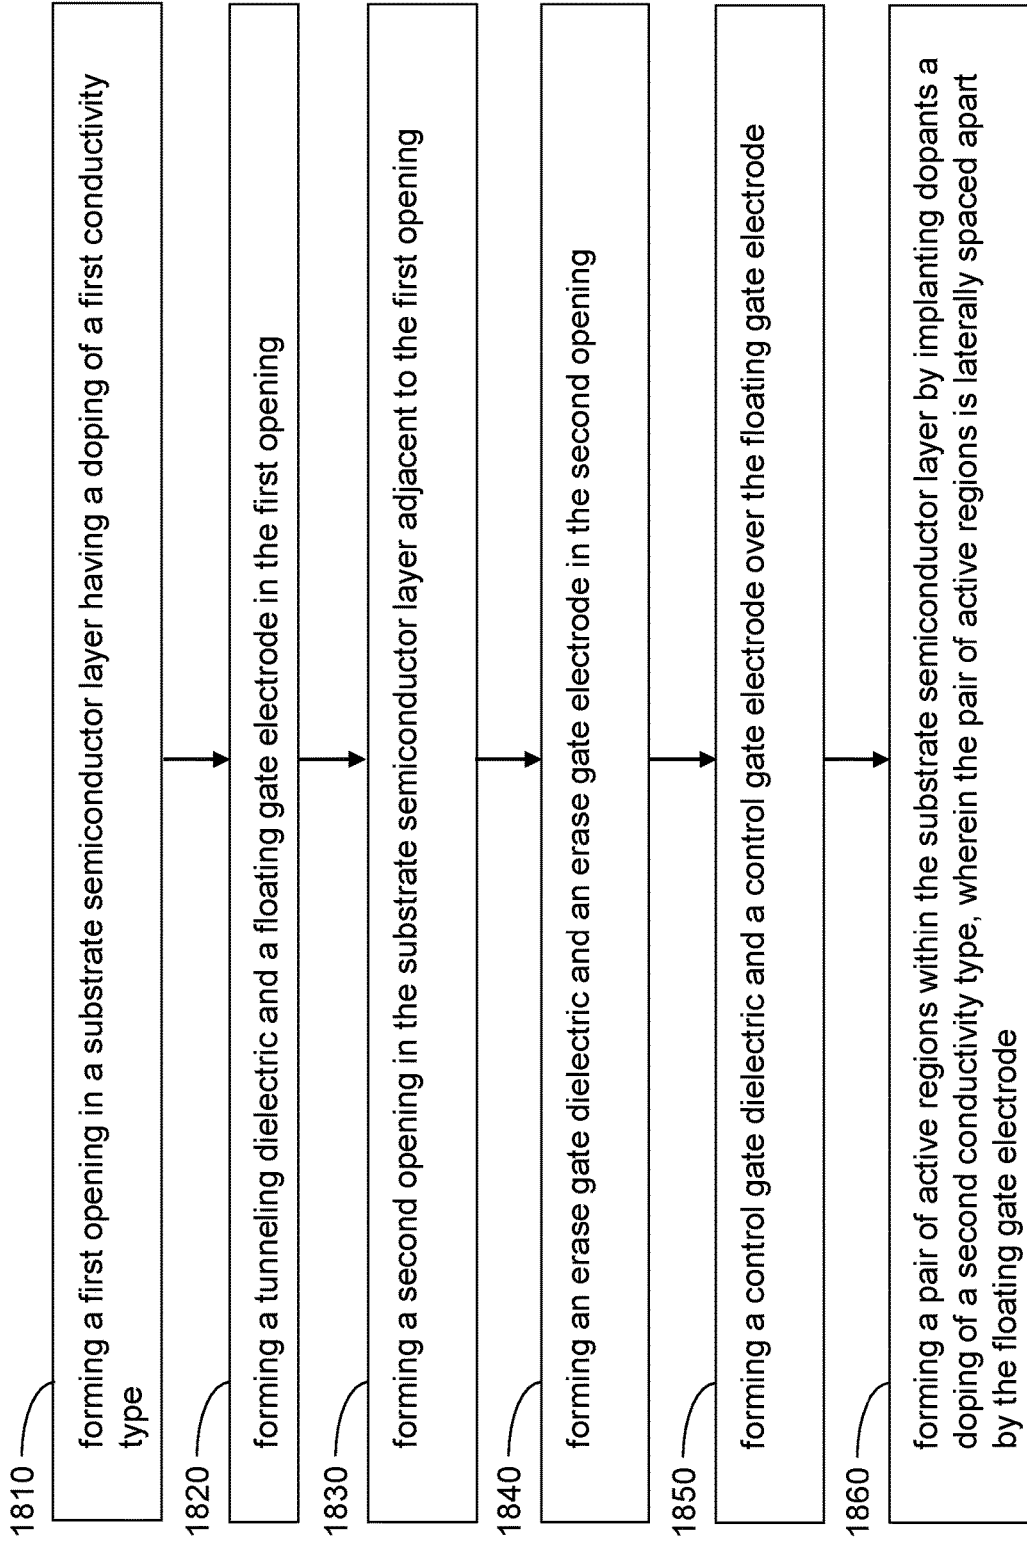 1810
forming a first opening in a substrate semiconductor layer having a doping of a first conductivity
type
1820
forming a tunneling dielectric and a floating gate electrode in the first opening
1830
forming a second opening in the substrate semiconductor layer adjacent to the first opening
1840
forming an erase gate dielectric and an erase gate electrode in the second opening
1850
forming a control gate dielectric and a control gate electrode over the floating gate electrode
1860
forming a pair of active regions within the substrate semiconductor layer by implanting dopants a
doping of a second conductivity type, wherein the pair of active regions is laterally spaced apart
by the floating gate electrode